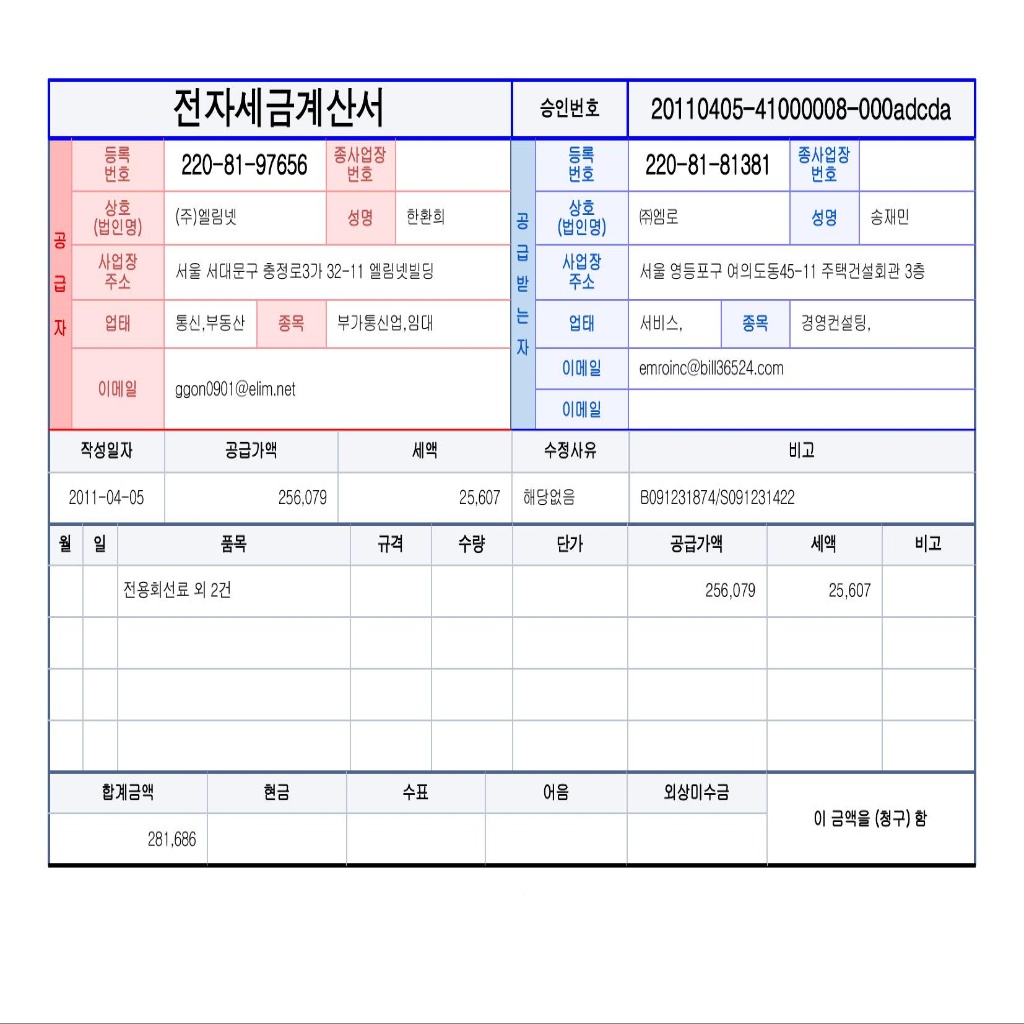 전자세금계산서 승인번호 20110405-41000008-000adcda
공급자
등록번호 220-81-97656 종사업장번호
상호(법인명) (주)엘림넷 성명 한환희
사업장주소 서울 서대문구 충정로3가 32-11 엘림넷빌딩
업태 통신,부동산 종목 부가통신업,임대
이메일 ggon0901@elim.net
공급받는자
등록번호 220-81-81381 종사업장번호
상호(법인명) ㈜엠로 성명 송재민
사업장주소 서울 영등포구 여의도동45-11 주택건설회관 3층
업태 서비스, 종목 경영컨설팅,
이메일 emroinc@bill36524.com
이메일
작성일자 공급가액 세액 수정사유 비고
2011-04-05 256,079 25,607 해당없음 B091231874/S091231422
월 일 품목 규격 수량 단가 공급가액 세액 비고
전용회선료 외 2건 256,079 25,607
합계금액 현금 수표 어음 외상미수금 이 금액을 (청구) 함
281,686